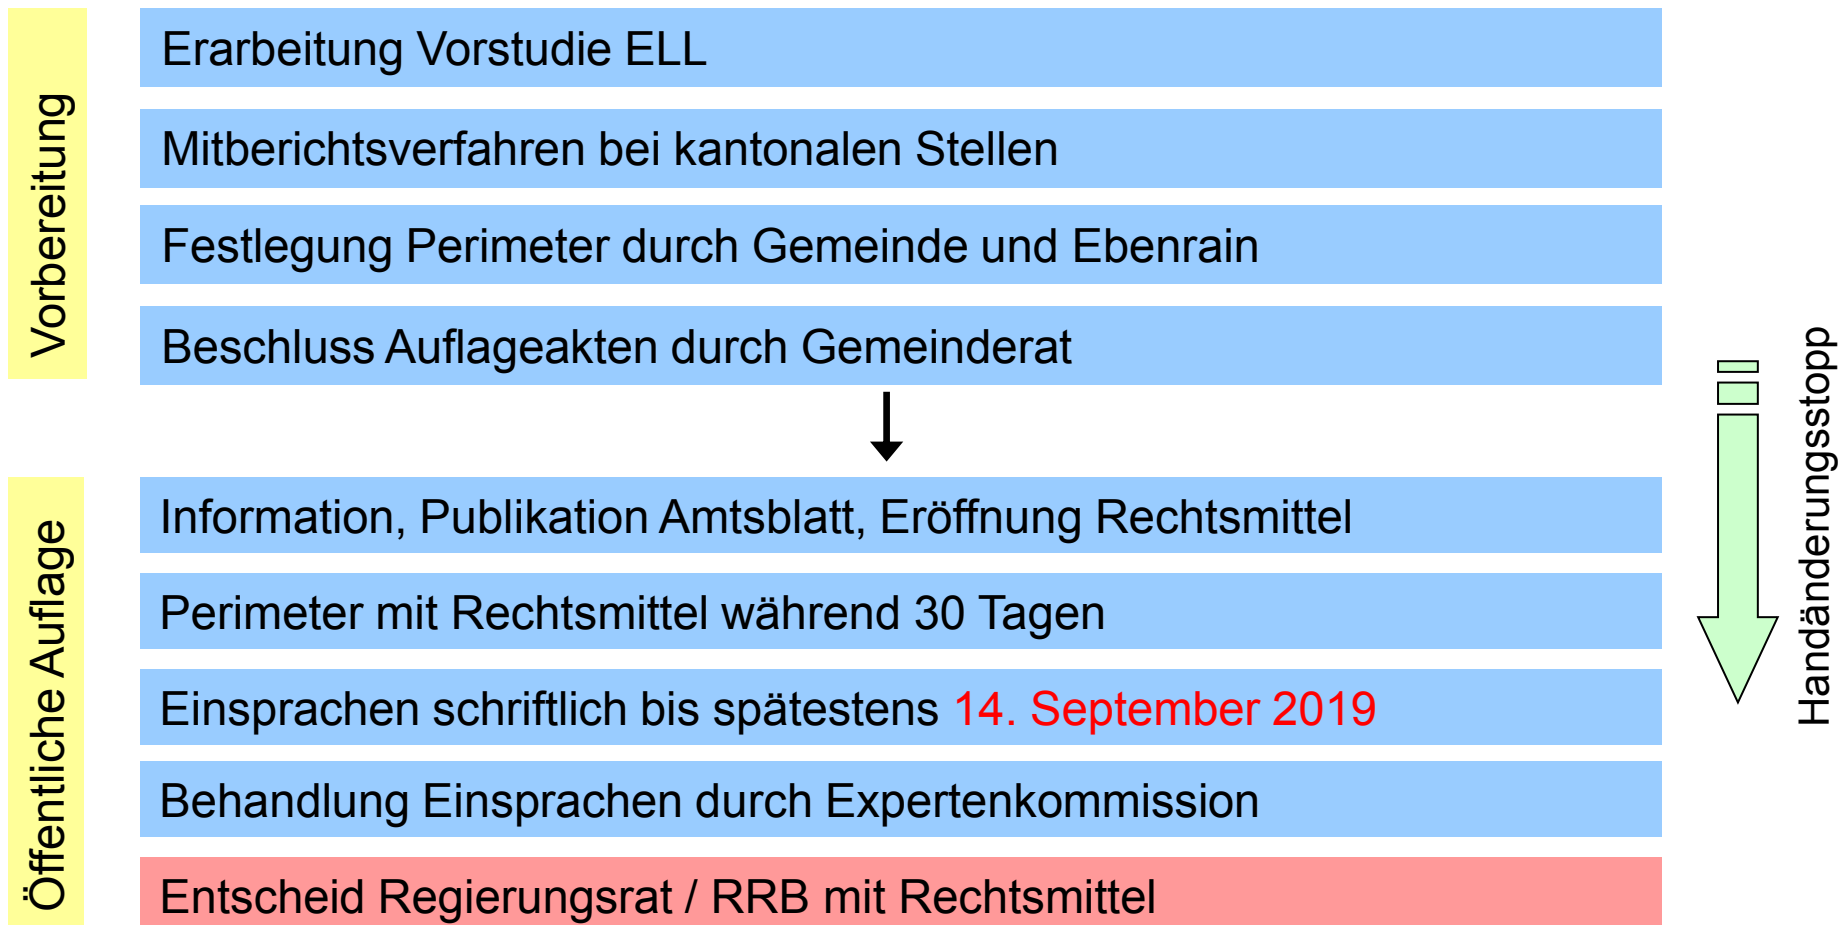 Vorbereitung
Erarbeitung Vorstudie ELL
Mitberichtsverfahren bei kantonalen Stellen
Festlegung Perimeter durch Gemeinde und Ebenrain
Beschluss Auflageakten durch Gemeinderat
Handänderungsstopp
Öffentliche Auflage
Information, Publikation Amtsblatt, Eröffnung Rechtsmittel
Perimeter mit Rechtsmittel während 30 Tagen
Einsprachen schriftlich bis spätestens 14. September 2019
Behandlung Einsprachen durch Expertenkommission
Entscheid Regierungsrat / RRB mit Rechtsmittel